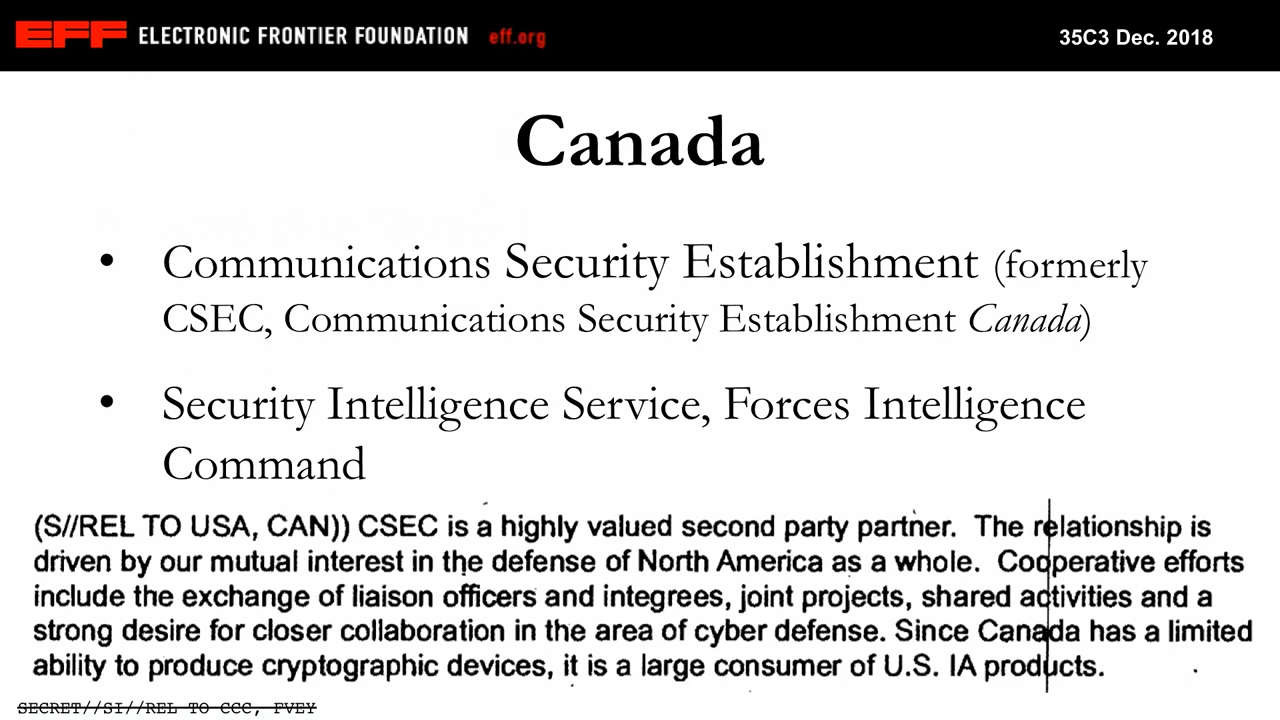 EFF ELECTRONIC FRONTIER FOUNDATION eff.org
35C3 Dec. 2018
Canada
• Communications Security Establishment (formerly
CSEC, Communications Security Establishment Canada)
• Security Intelligence Service, Forces Intelligence
Command
(S//REL TO USA, CAN)) CSEC is a highly valued second party partner. The relationship is
driven by our mutual interest in the defense of North America as a whole. Cooperative efforts
include the exchange of liaison officers and integrees, joint projects, shared activities and a
strong desire for closer collaboration in the area of cyber defense. Since Canada has a limited
ability to produce cryptographic devices, it is a large consumer of U.S. IA products.
SECRET//SI//REL TO CCC, FVEY